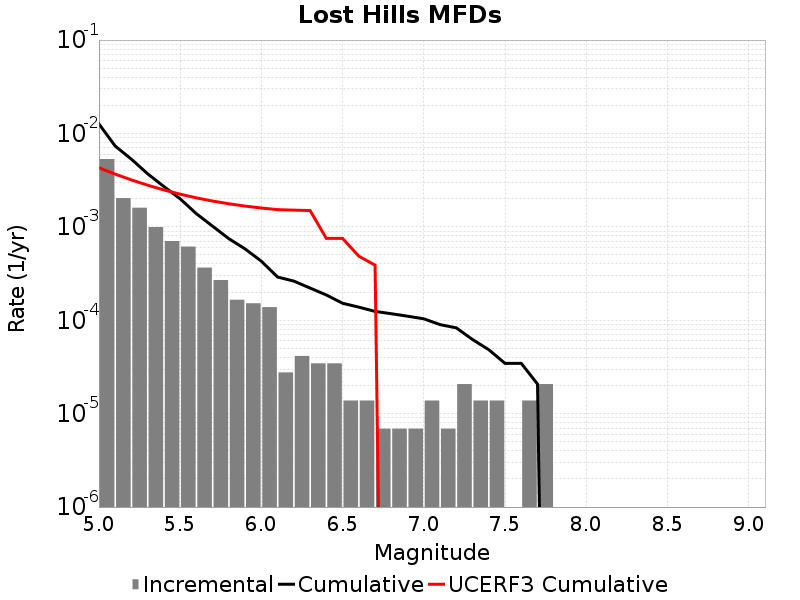 Lost Hills MFDs
10-1
10-2
10-3
10-4
10-5
10-6
Rate (1/yr)
5.0 5.5 6.0 6.5 7.0 7.5 8.0 8.5 9.0
Magnitude
Incremental Cumulative UCERF3 Cumulative